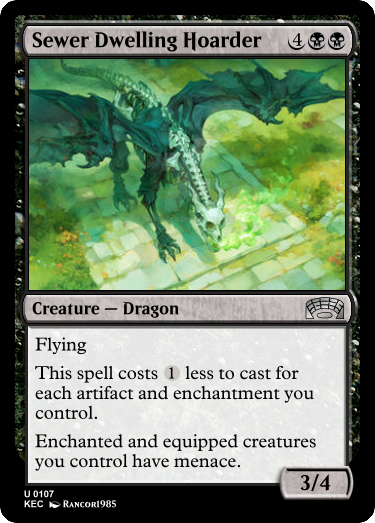 Sewer Dwelling Hoarder 4
Creature — Dragon
Flying
This spell costs 1 less to cast for
each artifact and enchantment you
control.
Enchanted and equipped creatures
you control have menace.
3/4
U 0107
KEC Rancor1985